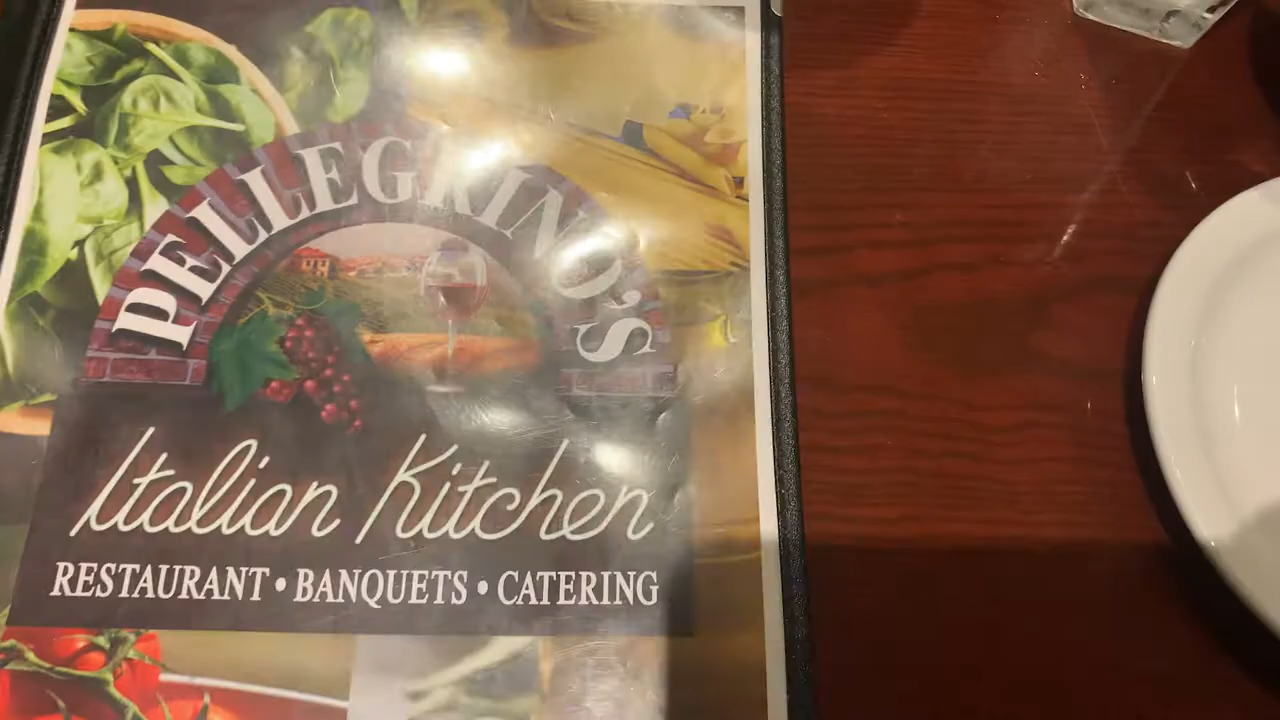 PELLEGRINO'S
Italian Kitchen
RESTAURANT • BANQUETS • CATERING